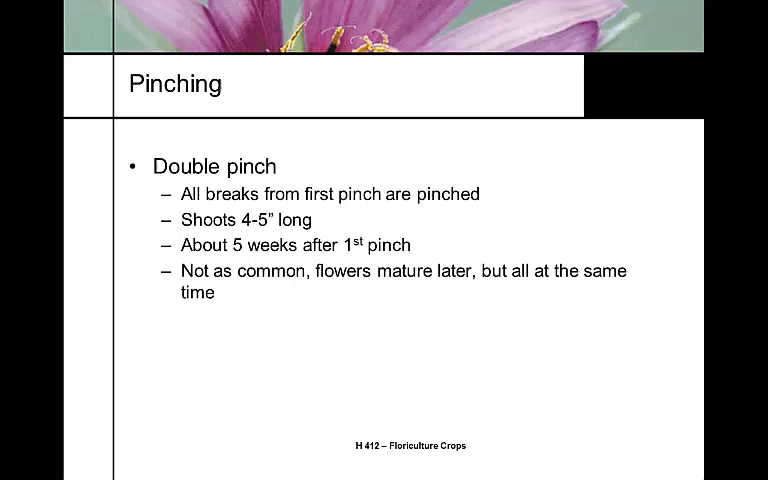 Pinching
• Double pinch
– All breaks from first pinch are pinched
– Shoots 4-5” long
– About 5 weeks after 1st pinch
– Not as common, flowers mature later, but all at the same
time
H 412 – Floriculture Crops